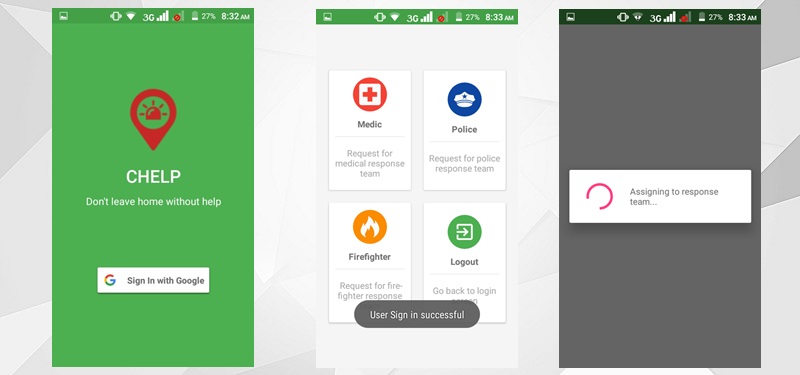 3G 27% 8:32 AM
CHELP
Don't leave home without help
Sign In with Google
3G 27% 8:33 AM
Medic
Request for
medical response
team
Police
Request for police
response team
Firefighter
Request for fire-
fighter response
Logout
Go back to login
User Sign in successful
3G 27% 8:33 AM
Assigning to response
team...